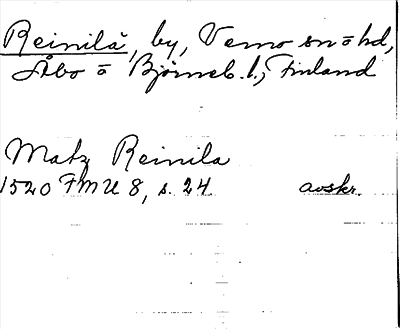 Reinilä, by, Vemo sn o hd,
Åbo o Björneb. l., Finland
Matz Reinila
1520 FMU 8, s. 24 avskr.